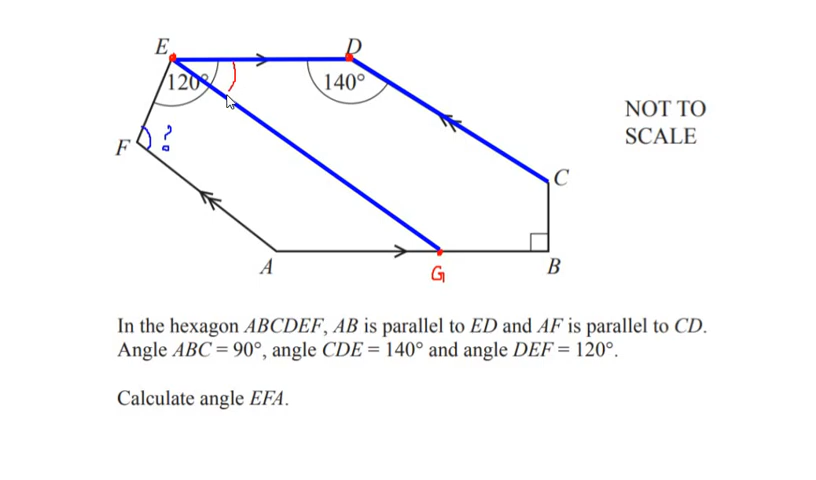 E
D
120°
140°
NOT TO
SCALE
F
?
C
A
G
B
In the hexagon ABCDEF, AB is parallel to ED and AF is parallel to CD.
Angle ABC = 90°, angle CDE = 140° and angle DEF = 120°.
Calculate angle EFA.